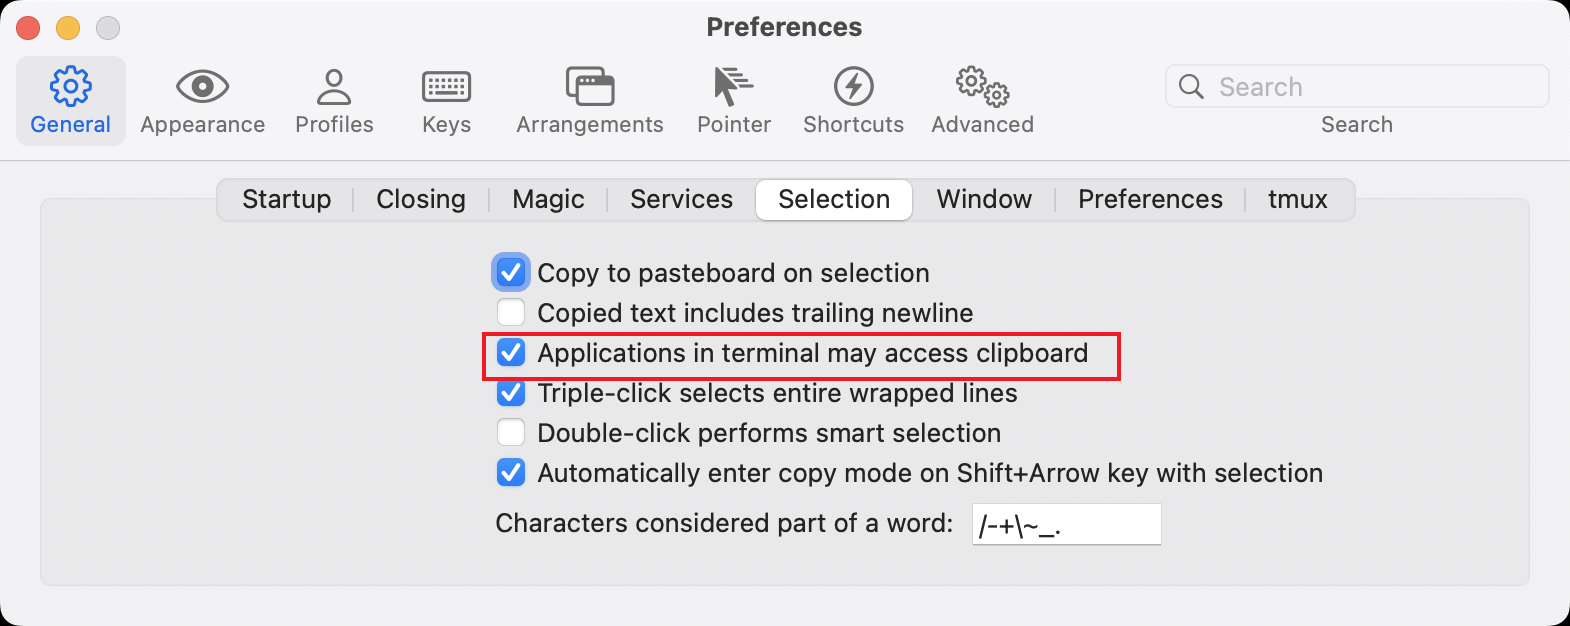 Preferences
General Appearance Profiles Keys Arrangements Pointer Shortcuts Advanced
Search
Search
Startup Closing Magic Services Selection Window Preferences tmux
Copy to pasteboard on selection
Copied text includes trailing newline
Applications in terminal may access clipboard
Triple-click selects entire wrapped lines
Double-click performs smart selection
Automatically enter copy mode on Shift+Arrow key with selection
Characters considered part of a word: /-+\~_.